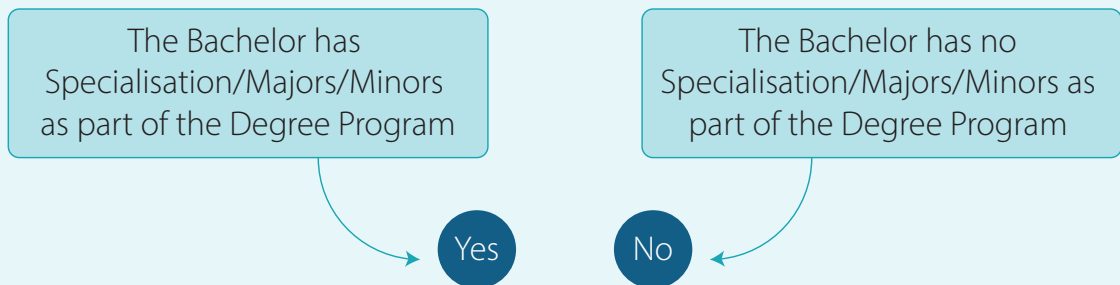 The Bachelor has
Specialisation/Majors/Minors
as part of the Degree Program
The Bachelor has no
Specialisation/Majors/Minors as
part of the Degree Program
Yes
No